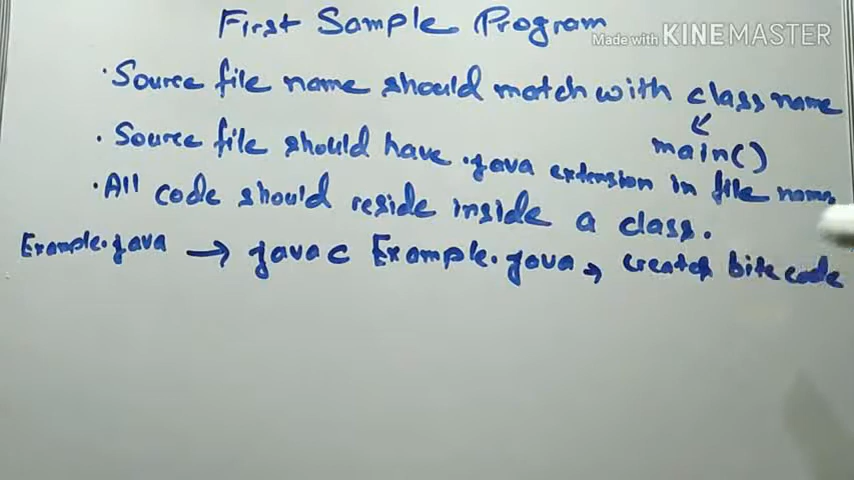 First Sample Program
Made with KINEMASTER
· Source file name should match with class name
main()
· Source file should have .java extension in file name
· All code should reside inside a class.
Example.java → javac Example.java → creates bite code